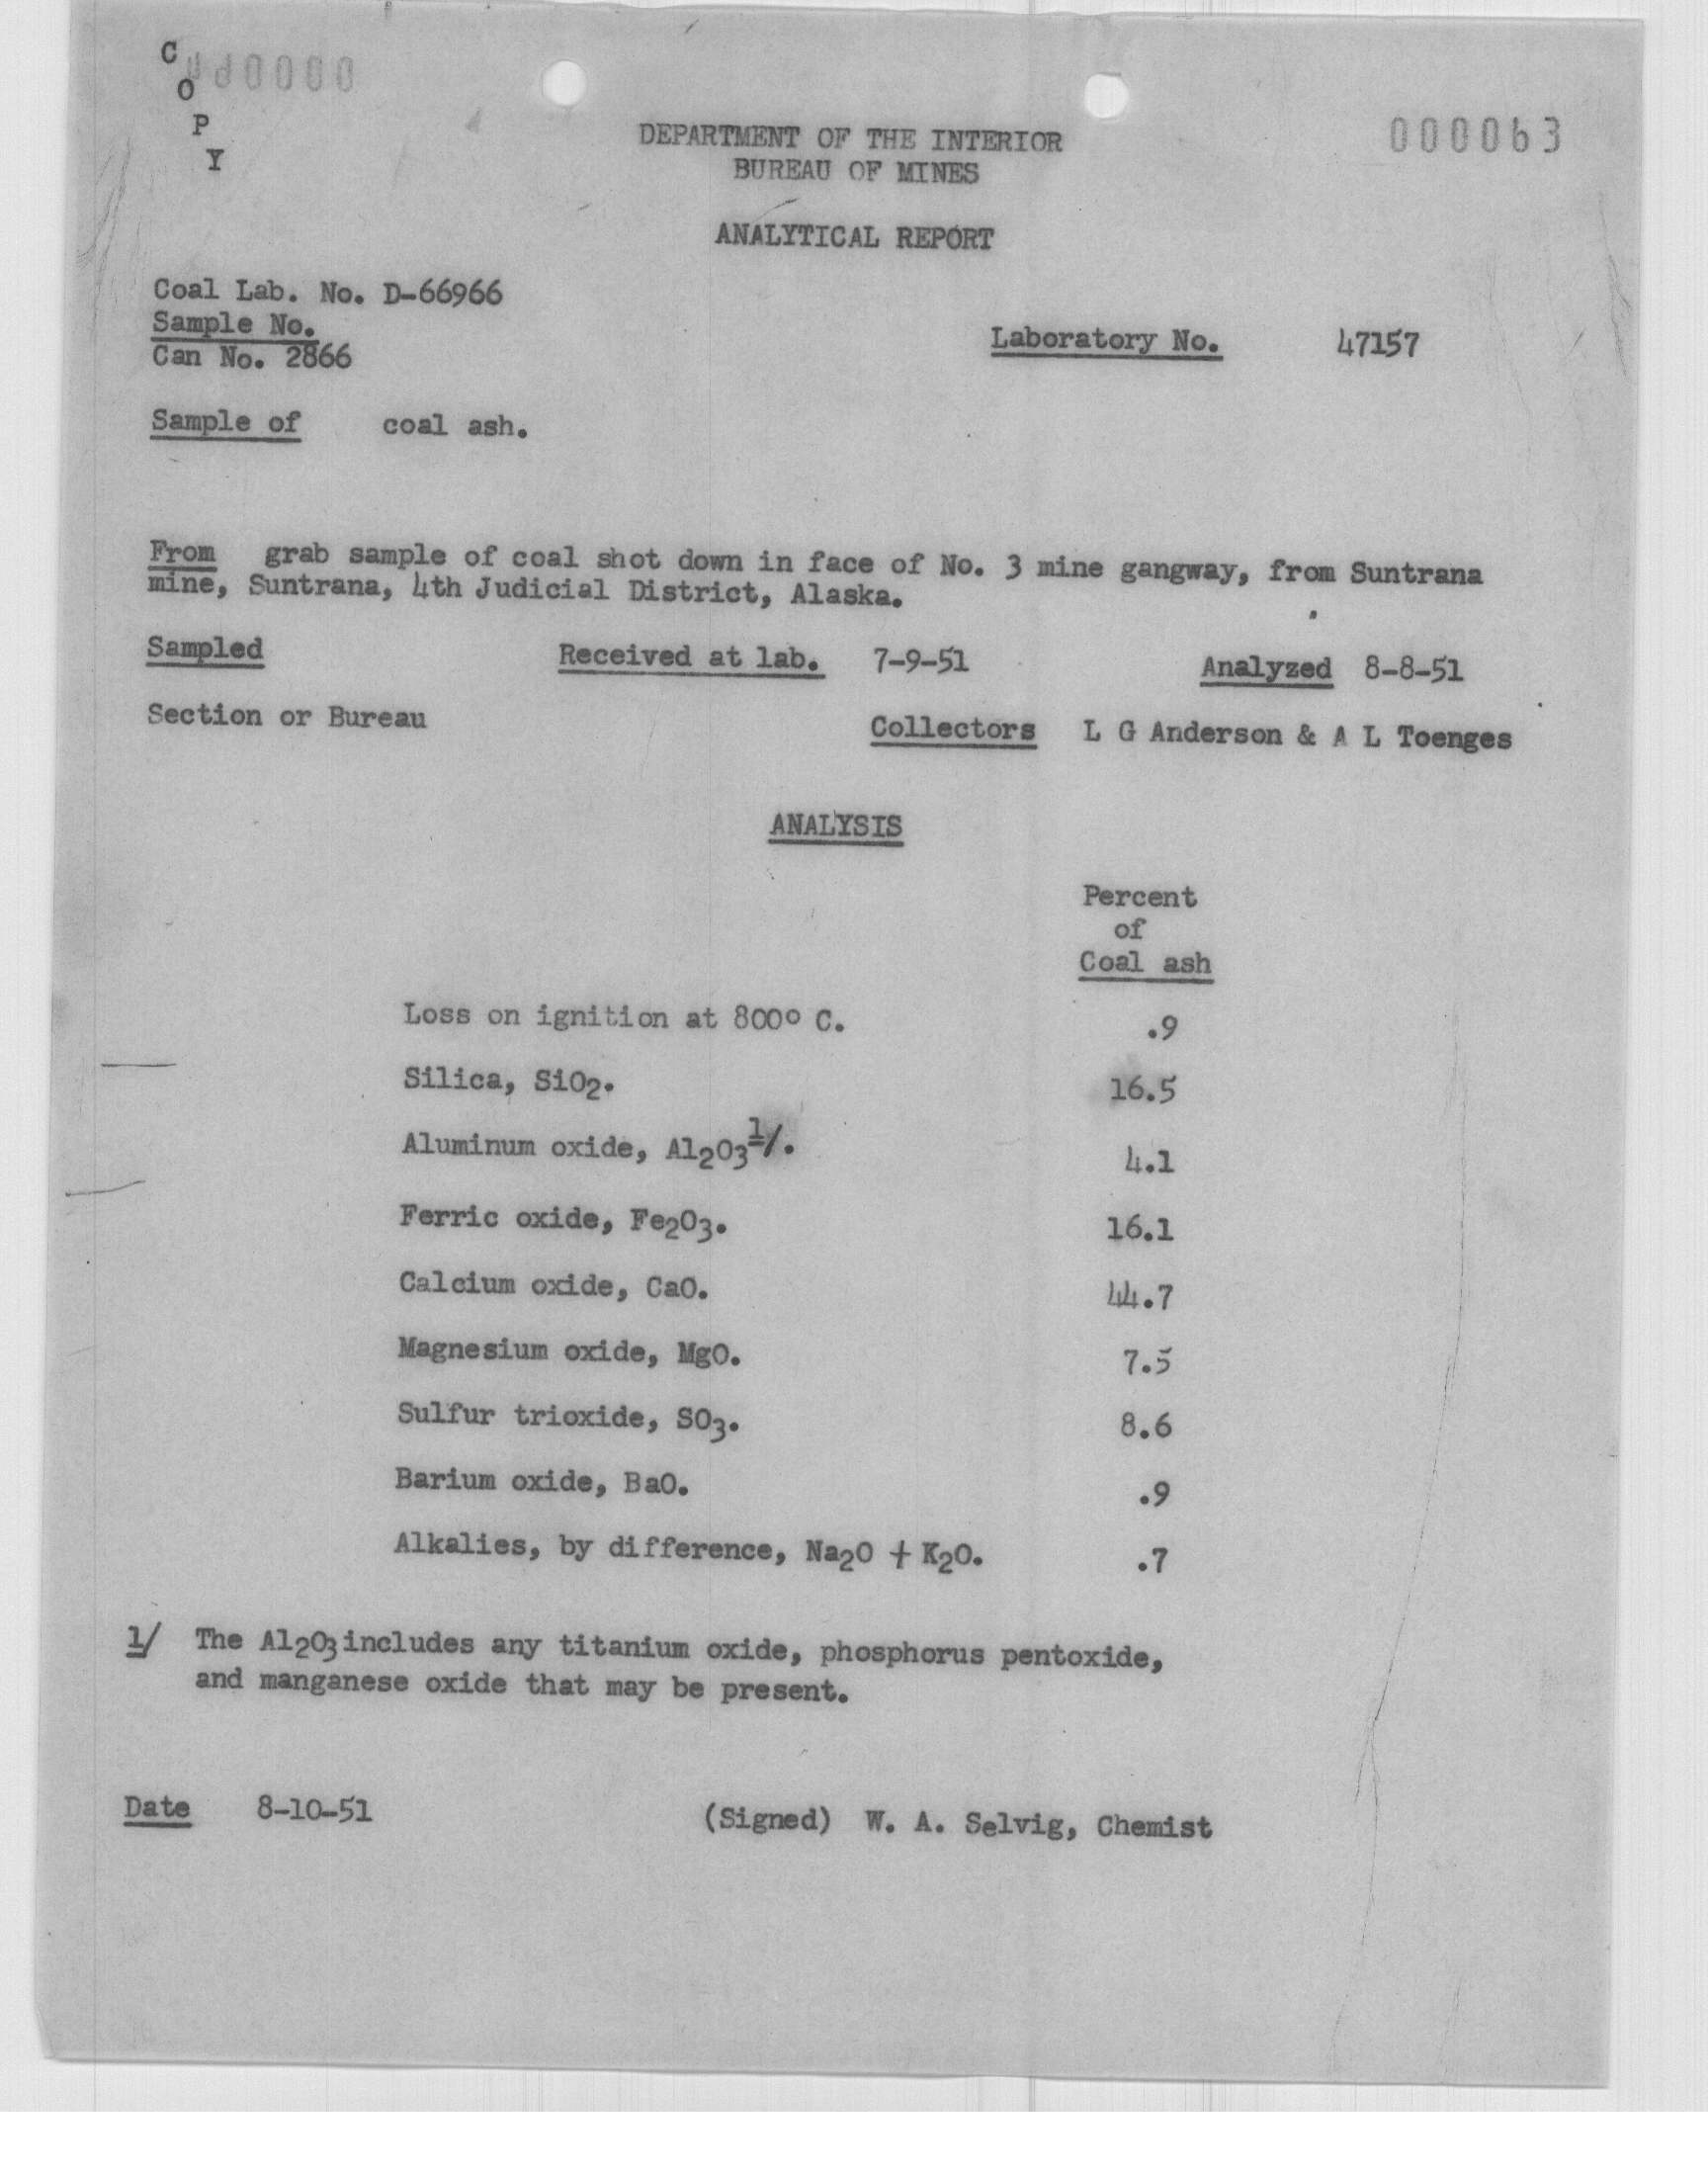 C
O
P
Y
000063
DEPARTMENT OF THE INTERIOR
BUREAU OF MINES
ANALYTICAL REPORT
Coal Lab. No. D-66966
Sample No.
Can No. 2866
Laboratory No. 47157
Sample of coal ash.
From grab sample of coal shot down in face of No. 3 mine gangway, from Suntrana
mine, Suntrana, 4th Judicial District, Alaska.
Sampled Received at lab. 7-9-51 Analyzed 8-8-51
Section or Bureau Collectors L G Anderson & A L Toenges
ANALYSIS
Percent
of
Coal ash
Loss on ignition at 800° C. .9
Silica, SiO₂. 16.5
Aluminum oxide, Al₂O₃ 1/. 4.1
Ferric oxide, Fe₂O₃. 16.1
Calcium oxide, CaO. 44.7
Magnesium oxide, MgO. 7.5
Sulfur trioxide, SO₃. 8.6
Barium oxide, BaO. .9
Alkalies, by difference, Na₂O + K₂O. .7
1/ The Al₂O₃ includes any titanium oxide, phosphorus pentoxide,
and manganese oxide that may be present.
Date 8-10-51 (Signed) W. A. Selvig, Chemist